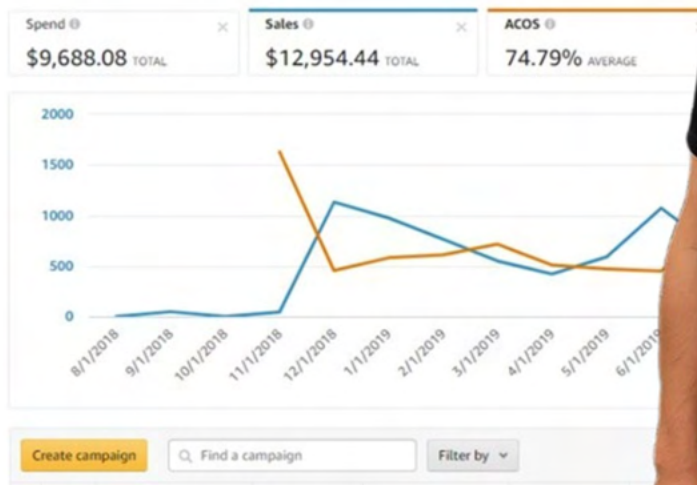 Spend
Sales
ACOS
$9,688.08 TOTAL
$12,954.44 TOTAL
74.79% AVERAGE
2000
1500
1000
500
0
8/1/2018
9/1/2018
10/1/2018
11/1/2018
12/1/2018
1/1/2019
2/1/2019
3/1/2019
4/1/2019
5/1/2019
6/1/2019
Create campaign
Find a campaign
Filter by